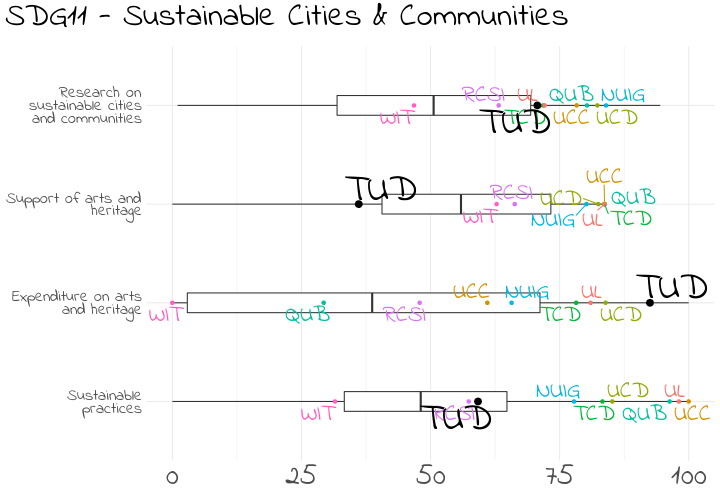 SDG11 - Sustainable Cities & Communities
Research on
sustainable cities
and communities
RCSI UL QUB NUIG
WIT TCD TUD UCC UCD
Support of arts and
heritage
UCC
TUD RCSI UCD QUB
WIT NUIG UL TCD
Expenditure on arts
and heritage
UCC NUIG UL TUD
WIT QUB RCSI TCD UCD
Sustainable
practices
NUIG UCD UL
WIT RCSI TUD TCD QUB UCC
0 25 50 75 100